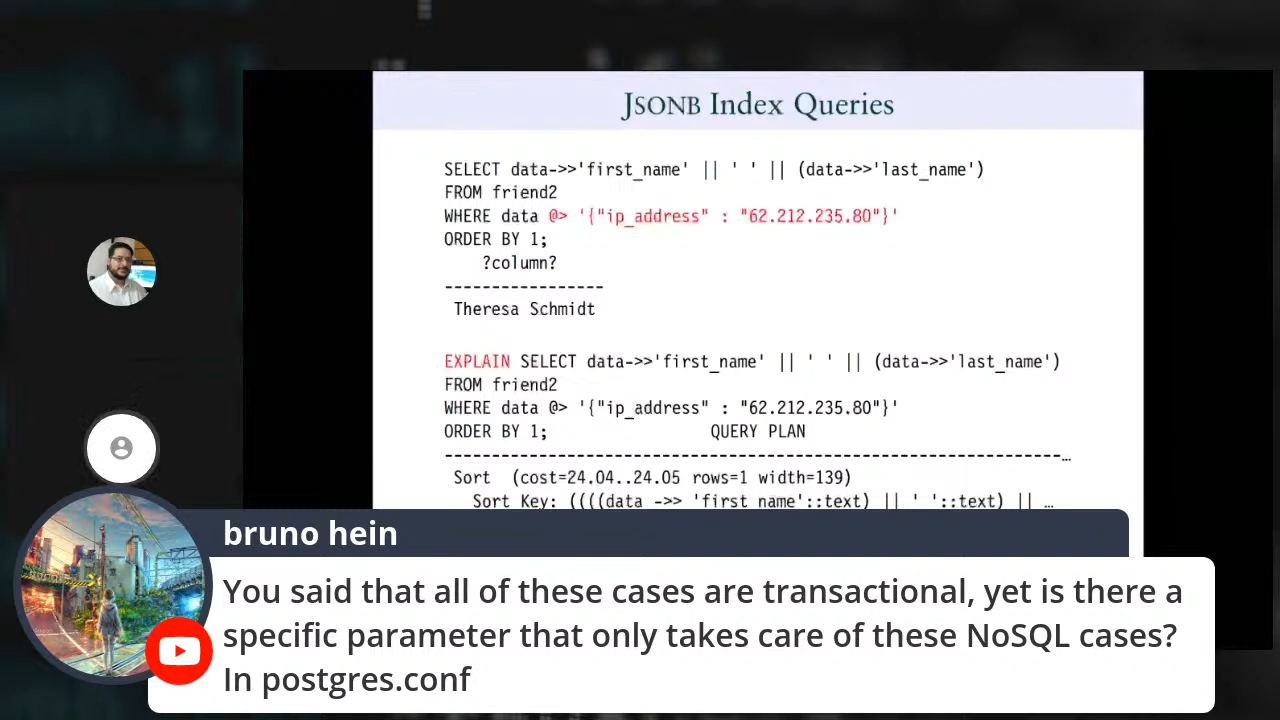 JSONB Index Queries
SELECT data->>'first_name' || ' ' || (data->>'last_name')
FROM friend2
WHERE data @> '{"ip_address" : "62.212.235.80"}'
ORDER BY 1;
?column?
-----------------
Theresa Schmidt
EXPLAIN SELECT data->>'first_name' || ' ' || (data->>'last_name')
FROM friend2
WHERE data @> '{"ip_address" : "62.212.235.80"}'
ORDER BY 1; QUERY PLAN
-----------------------------------------------------------------…
Sort (cost=24.04..24.05 rows=1 width=139)
Sort Key: ((((data ->> 'first_name'::text) || ' '::text) || …
bruno hein
You said that all of these cases are transactional, yet is there a
specific parameter that only takes care of these NoSQL cases?
In postgres.conf